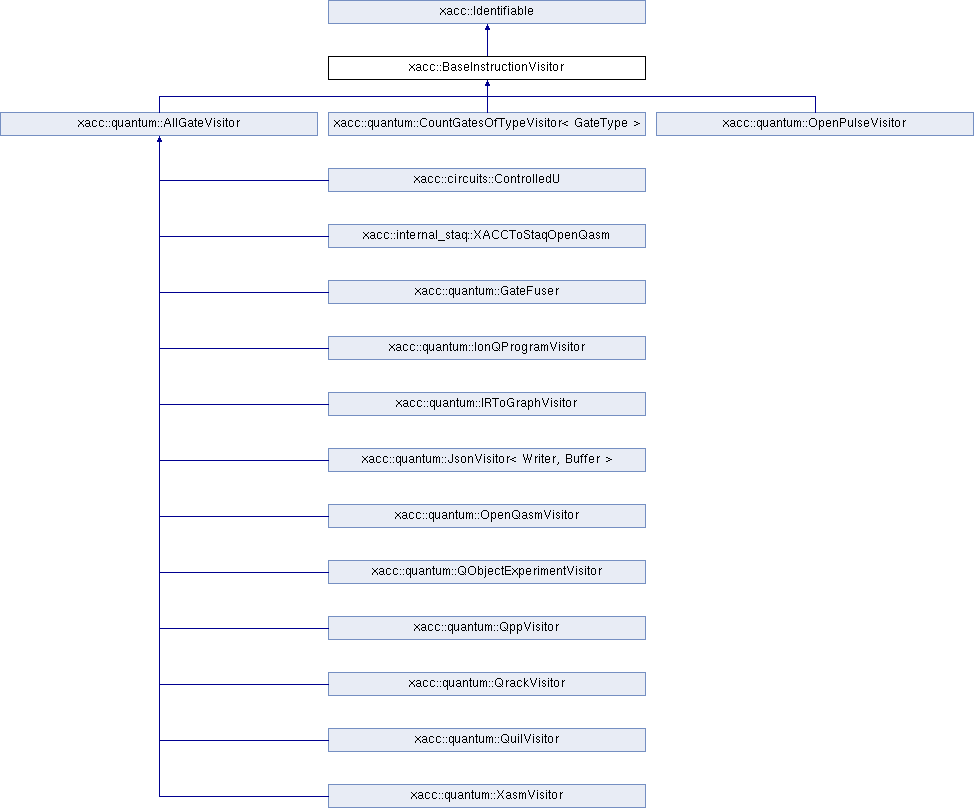 xacc::Identifiable
xacc::BaseInstructionVisitor
xacc::quantum::AllGateVisitor
xacc::quantum::CountGatesOfTypeVisitor< GateType >
xacc::quantum::OpenPulseVisitor
xacc::circuits::ControlledU
xacc::internal_staq::XACCToStaqOpenQasm
xacc::quantum::GateFuser
xacc::quantum::IonQProgramVisitor
xacc::quantum::IRToGraphVisitor
xacc::quantum::JsonVisitor< Writer, Buffer >
xacc::quantum::OpenQasmVisitor
xacc::quantum::QObjectExperimentVisitor
xacc::quantum::QppVisitor
xacc::quantum::QrackVisitor
xacc::quantum::QuilVisitor
xacc::quantum::XasmVisitor